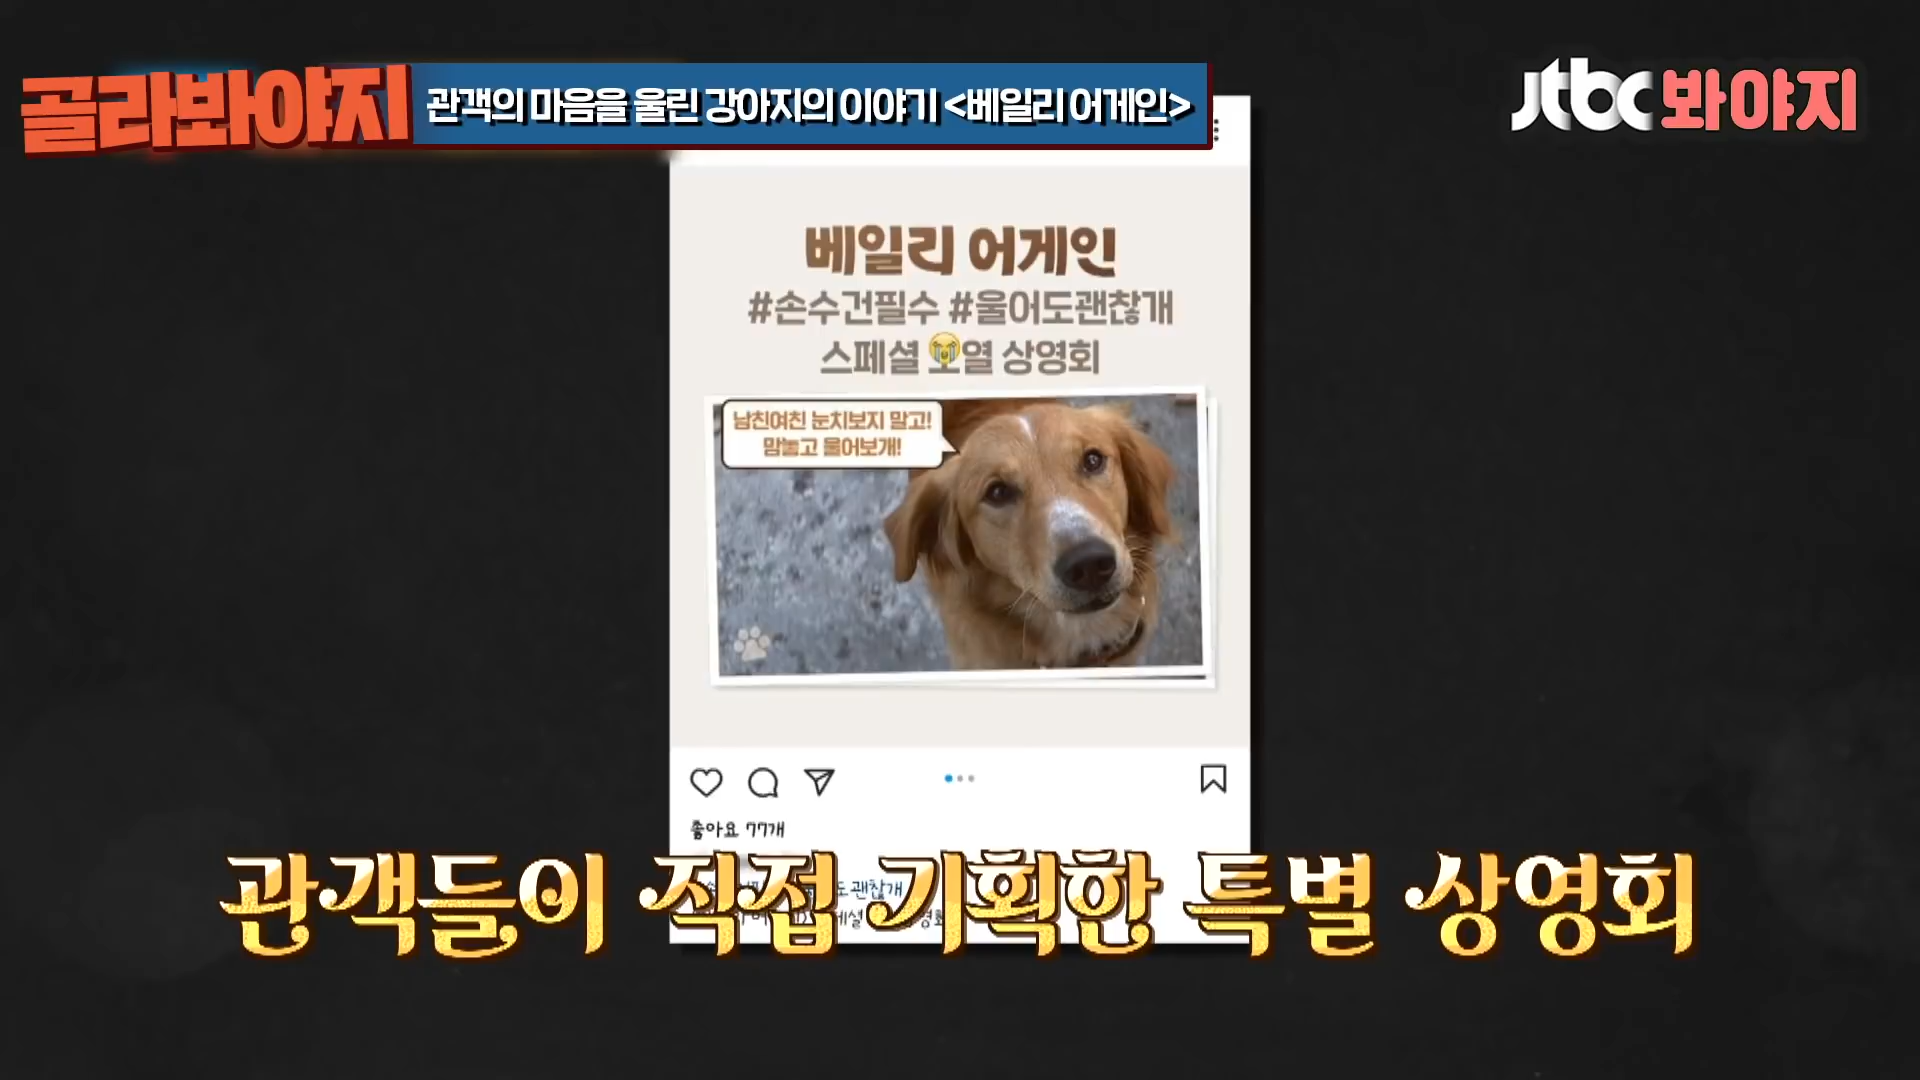 골라봐야지
관객의 마음을 울린 강아지의 이야기 <베일리 어게인>
jtbc 봐야지
베일리 어게인
#손수건필수 #울어도괜찮개
스페셜 오열 상영회
남친여친 눈치보지 말고!
맘놓고 울어보개!
좋아요 77개
관객들이 직접 기획한 특별 상영회